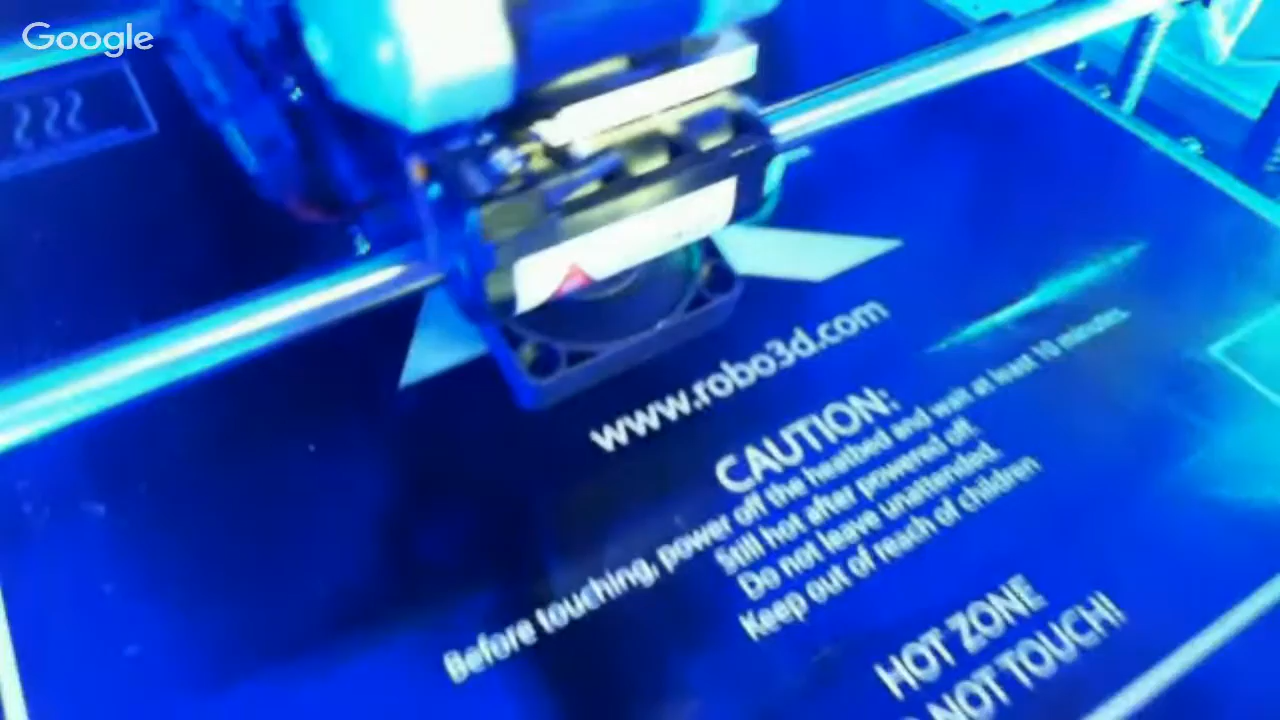 Google
www.robo3d.com
CAUTION:
Before touching, power off the heatbed and wait at least 10 minutes.
Still hot after powered off.
Do not leave unattended.
Keep out of reach of children
HOT ZONE
NOT TOUCH!